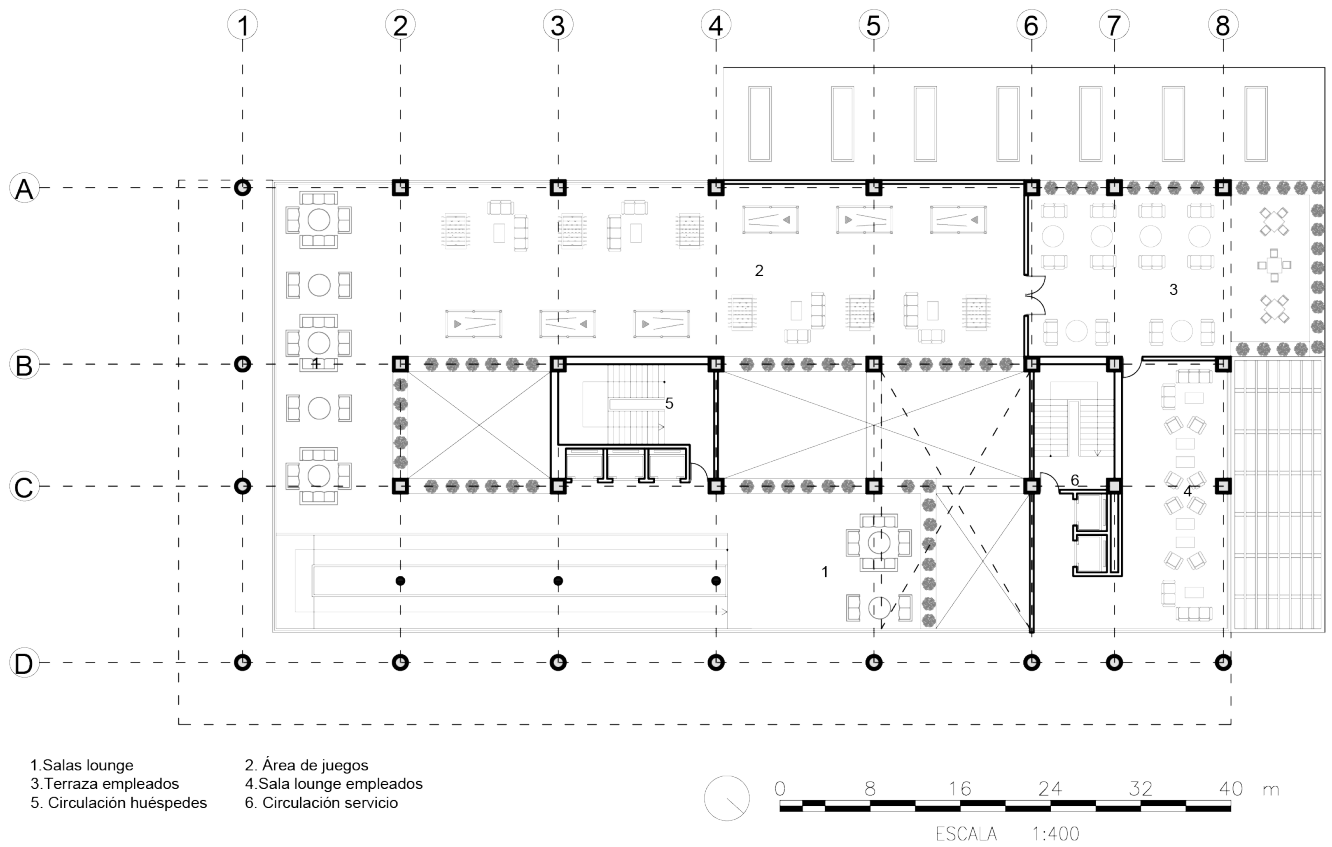 1 2 3 4 5 6 7 8
A
2
3
1
B
5
C
6
4
1
D
1.Salas lounge 2. Área de juegos
3.Terraza empleados 4.Sala lounge empleados
5. Circulación huéspedes 6. Circulación servicio
0 8 16 24 32 40 m
ESCALA 1:400